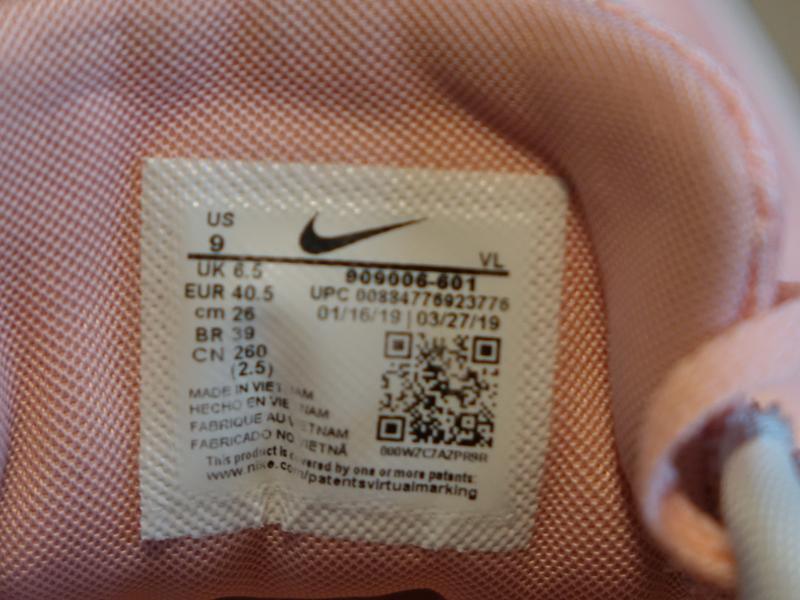 US
9
VL
UK 6.5
909006-601
EUR 40.5
UPC 00884776923776
cm 26
01/16/19 | 03/27/19
BR 39
CN 260
(2.5)
MADE IN VIETNAM
HECHO EN VIETNAM
FABRIQUE AU VIETNAM
FABRICADO NO VIETNÃ
This product is covered by one or more patents:
www.nike.com/patentsvirtualmarking